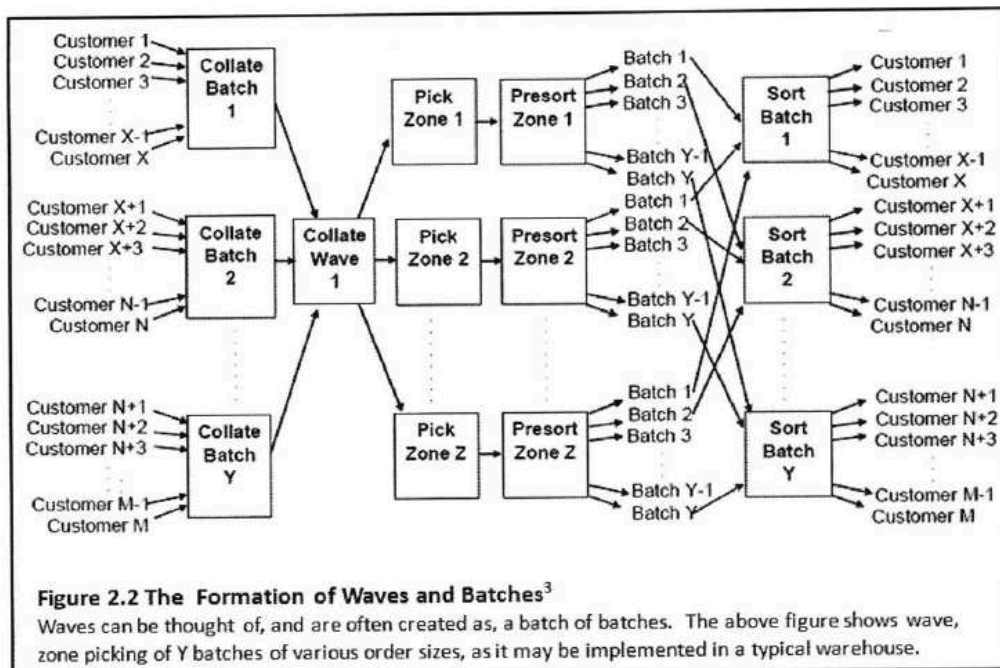 Customer 1
Customer 2
Customer 3
Customer X-1
Customer X
Collate
Batch
1
Customer X+1
Customer X+2
Customer X+3
Customer N-1
Customer N
Collate
Batch
2
Customer N+1
Customer N+2
Customer N+3
Customer M-1
Customer M
Collate
Batch
Y
Collate
Wave
1
Pick
Zone 1
Presort
Zone 1
Batch 1
Batch 2
Batch 3
Batch Y-1
Batch Y
Pick
Zone 2
Presort
Zone 2
Batch 1
Batch 2
Batch 3
Batch Y-1
Batch Y
Pick
Zone Z
Presort
Zone Z
Batch 1
Batch 2
Batch 3
Batch Y-1
Batch Y
Sort
Batch
1
Customer 1
Customer 2
Customer 3
Customer X-1
Customer X
Sort
Batch
2
Customer X+1
Customer X+2
Customer X+3
Customer N-1
Customer N
Sort
Batch
Y
Customer N+1
Customer N+2
Customer N+3
Customer M-1
Customer M
Figure 2.2 The Formation of Waves and Batches³
Waves can be thought of, and are often created as, a batch of batches. The above figure shows wave,
zone picking of Y batches of various order sizes, as it may be implemented in a typical warehouse.